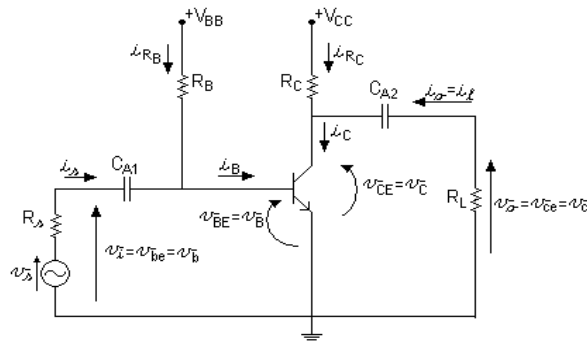 +VBB
+VCC
iRB
RB
RC
iRC
CA2
io=il
is
CA1
iB
iC
vCE=vC
vBE=vB
RL
vo=vce=vc
Rs
vi=vbe=vb
vs